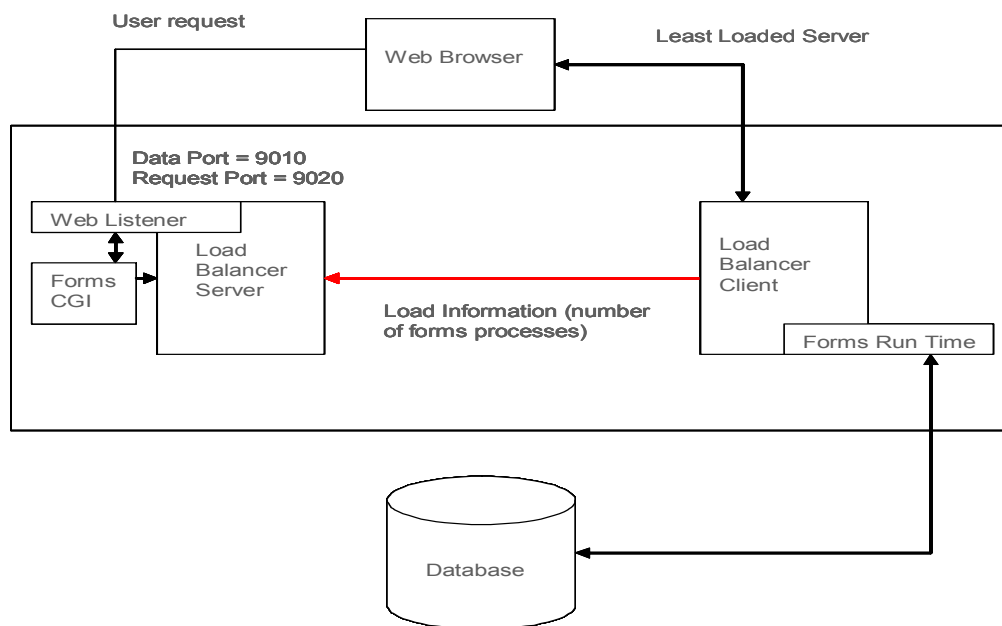 User request
Web Browser
Least Loaded Server
Data Port = 9010
Request Port = 9020
Web Listener
Load
Balancer
Server
Forms
CGI
Load Information (number
of forms processes)
Load
Balancer
Client
Forms Run Time
Database